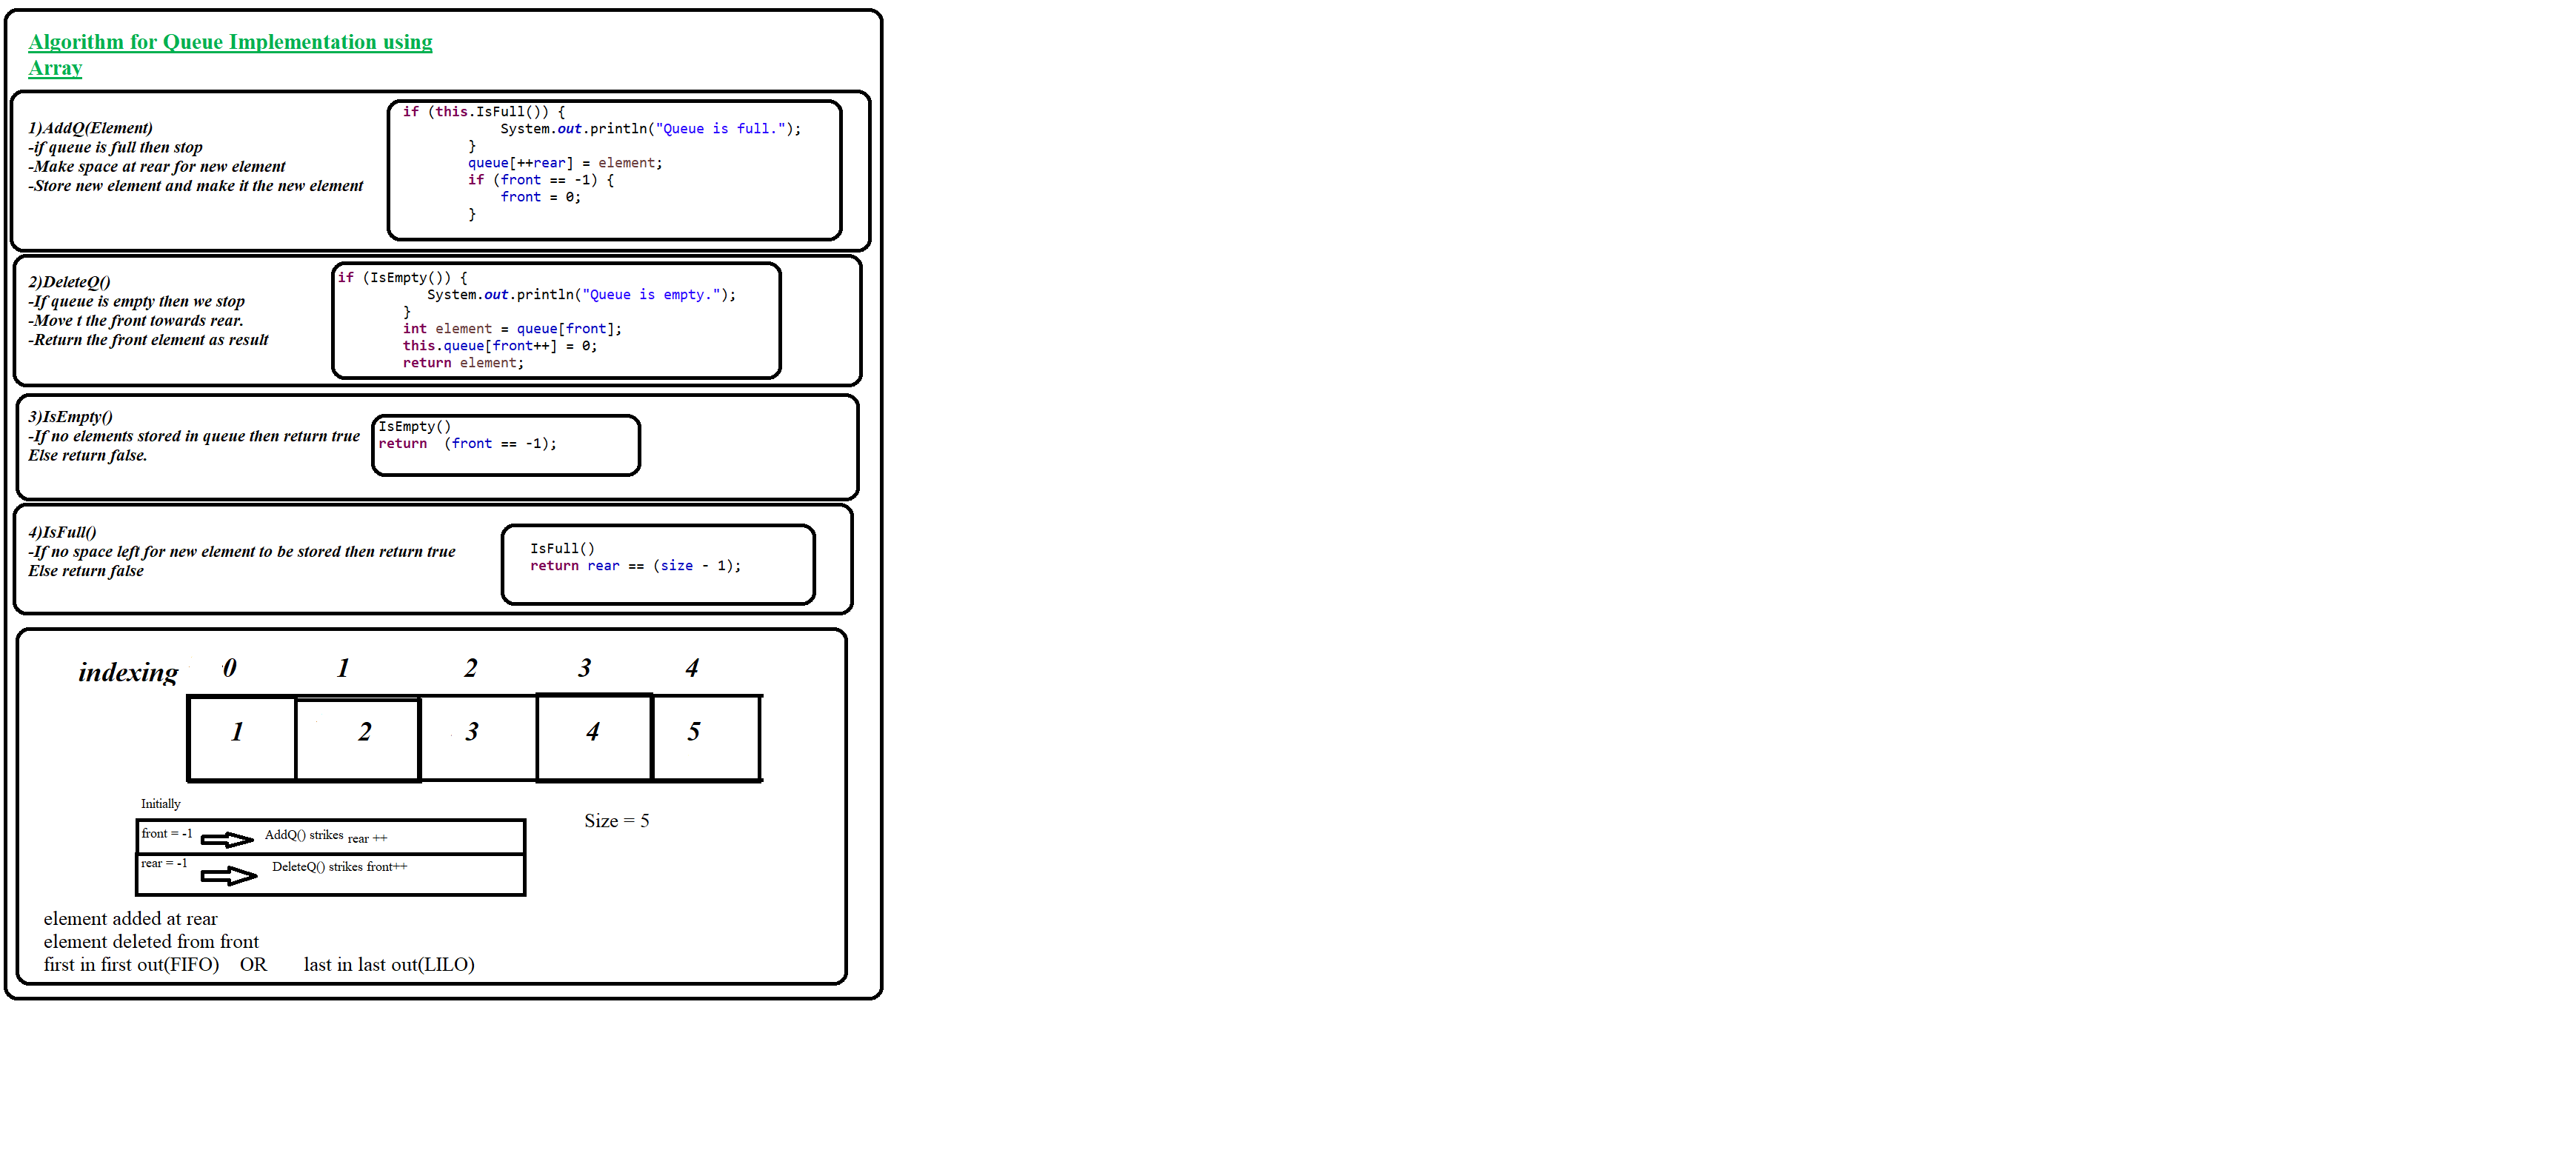 Algorithm for Queue Implementation using
Array
1)AddQ(Element)
-if queue is full then stop
-Make space at rear for new element
-Store new element and make it the new element
if (this.IsFull()) {
System.out.println("Queue is full.");
}
queue[++rear] = element;
if (front == -1) {
front = 0;
}
2)DeleteQ()
-If queue is empty then we stop
-Move t the front towards rear.
-Return the front element as result
if (IsEmpty()) {
System.out.println("Queue is empty.");
}
int element = queue[front];
this.queue[front++] = 0;
return element;
3)IsEmpty()
-If no elements stored in queue then return true
Else return false.
IsEmpty()
return (front == -1);
4)IsFull()
-If no space left for new element to be stored then return true
Else return false
IsFull()
return rear == (size - 1);
indexing 0 1 2 3 4
1 2 3 4 5
Initially
Size = 5
front = -1 AddQ() strikes rear ++
rear = -1 DeleteQ() strikes front++
element added at rear
element deleted from front
first in first out(FIFO) OR last in last out(LILO)